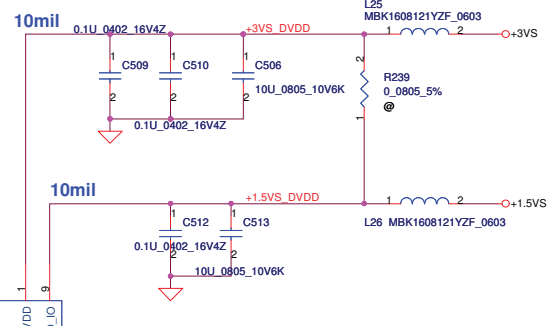 L25
MBK1608121YZF_0603
10mil
0.1U_0402_16V4Z
+3VS_DVDD
1
2
+3VS
1
C509
2
1
C510
2
1
C506
2
10U_0805_10V6K
0.1U_0402_16V4Z
2
R239
0_0805_5%
@
1
10mil
+1.5VS_DVDD
1
2
+1.5VS
L26 MBK1608121YZF_0603
1
C512
2
1
C513
2
0.1U_0402_16V4Z
10U_0805_10V6K
1
9